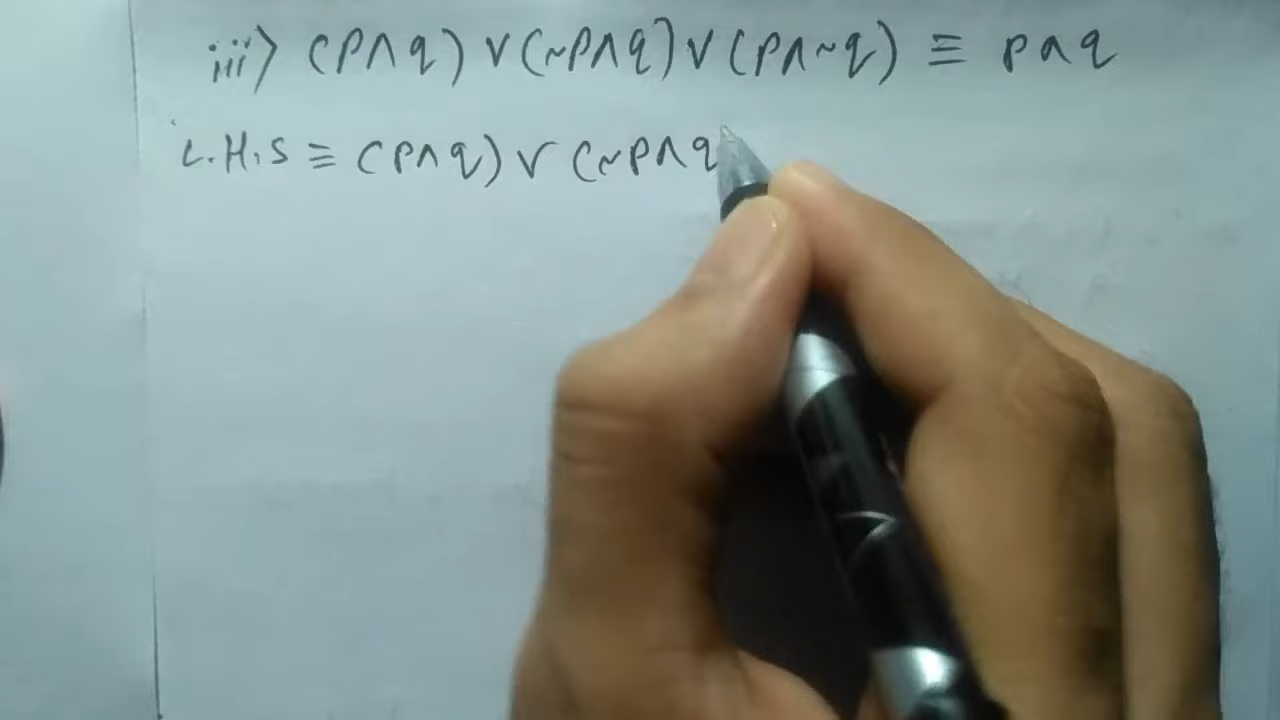 iii) (p∧q) ∨ (~p∧q) ∨ (p∧~q) ≡ p∧q
L.H.S ≡ (p∧q) ∨ (~p∧q